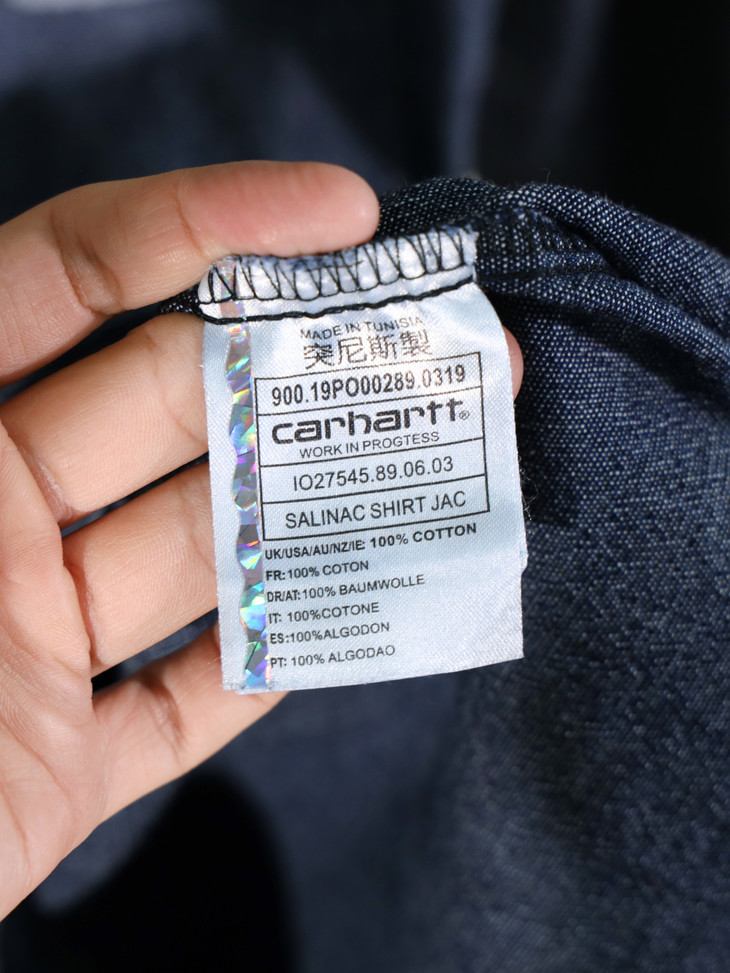 MADE IN TUNISIA
突尼斯製
900.19PO00289.0319
carhartt®
WORK IN PROGTESS
IO27545.89.06.03
SALINAC SHIRT JAC
UK/USA/AU/NZ/IE: 100% COTTON
FR:100% COTON
DR/AT:100% BAUMWOLLE
IT: 100%COTONE
ES:100%ALGODON
PT: 100% ALGODAO